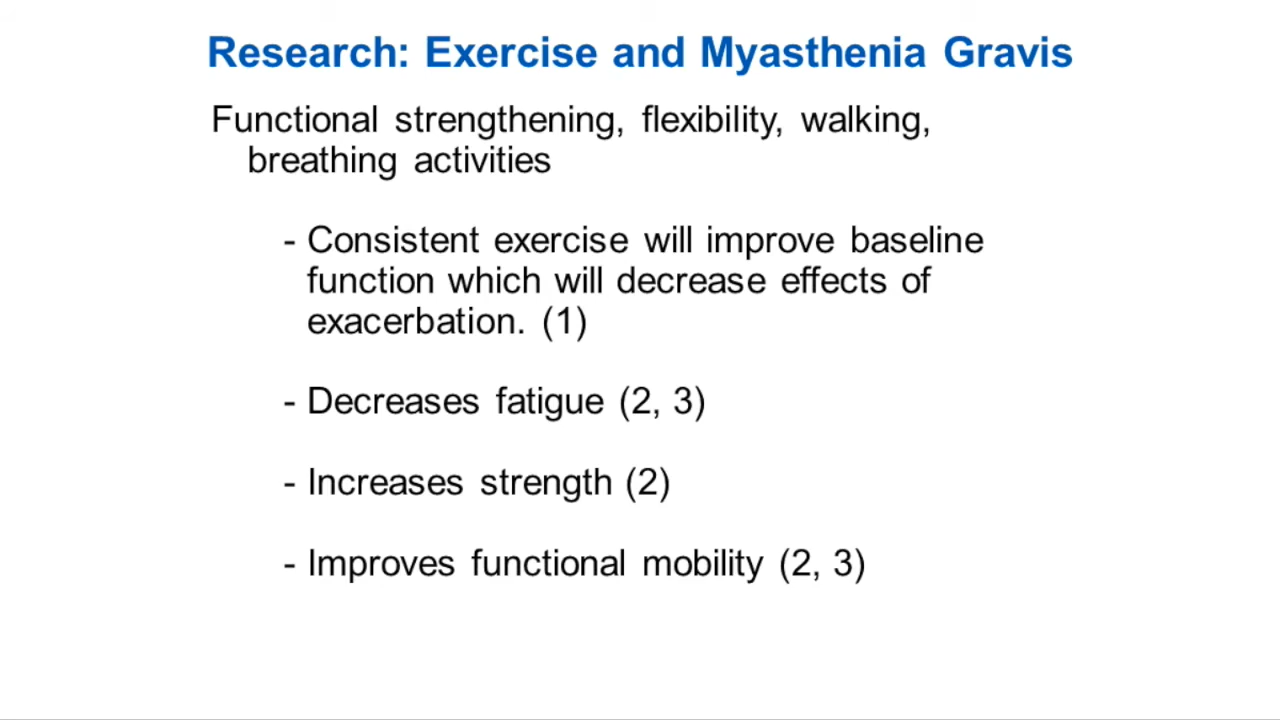 Research: Exercise and Myasthenia Gravis
Functional strengthening, flexibility, walking,
breathing activities
- Consistent exercise will improve baseline
function which will decrease effects of
exacerbation. (1)
- Decreases fatigue (2, 3)
- Increases strength (2)
- Improves functional mobility (2, 3)